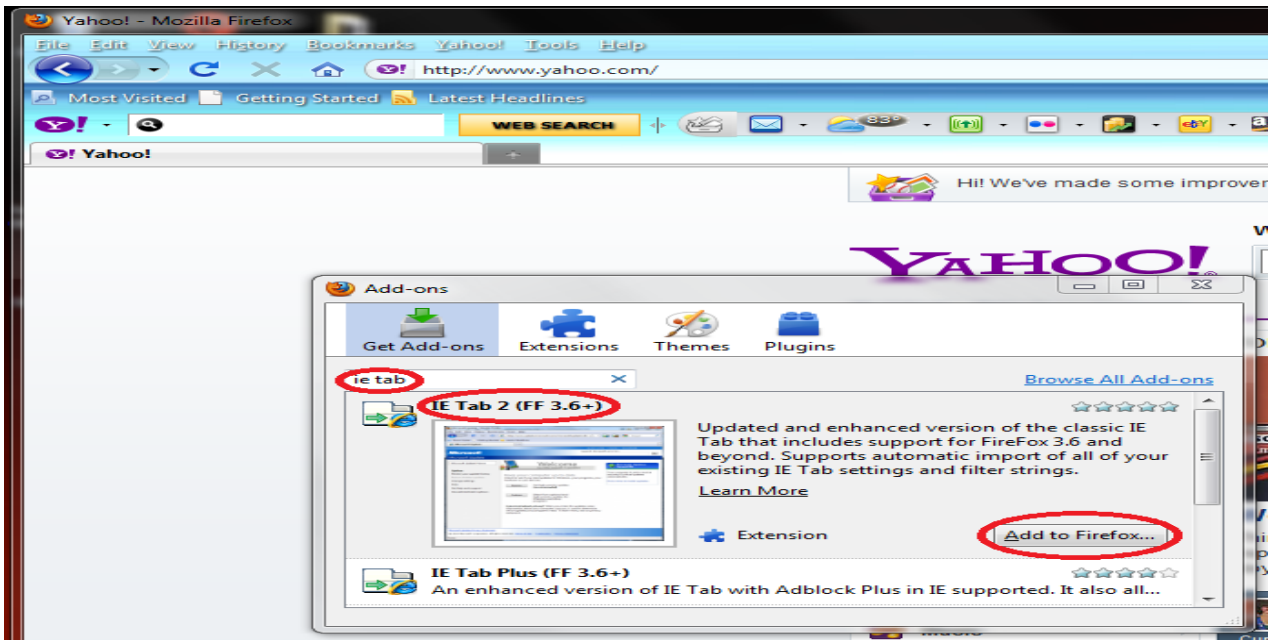 Yahoo! - Mozilla Firefox
File Edit View History Bookmarks Yahoo! Tools Help
http://www.yahoo.com/
Most Visited Getting Started Latest Headlines
Y! WEB SEARCH 83° ebY a
Y! Yahoo!
Hi! We've made some improver
YAHOO!
Add-ons
Get Add-ons Extensions Themes Plugins
ie tab Browse All Add-ons
IE Tab 2 (FF 3.6+)
Welcome
Updated and enhanced version of the classic IE
Tab that includes support for FireFox 3.6 and
beyond. Supports automatic import of all of your
existing IE Tab settings and filter strings.
Learn More
Extension Add to Firefox...
IE Tab Plus (FF 3.6+)
An enhanced version of IE Tab with Adblock Plus in IE supported. It also all...